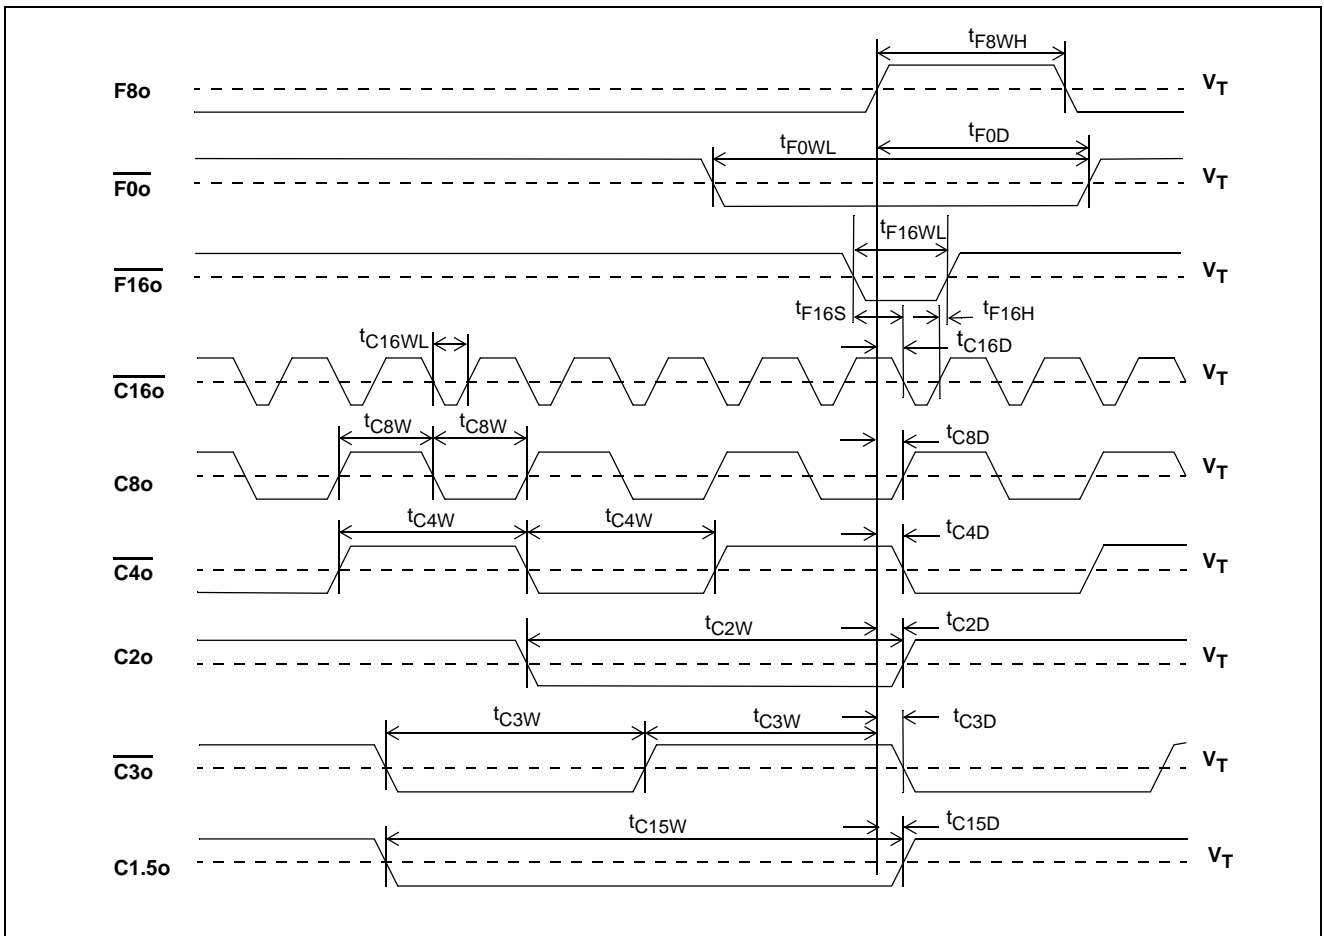 tF8WH
F8o VT
tF0WL tF0D
F0o VT
tF16WL
F16o VT
tF16S tF16H
tC16WL tC16D
C16o VT
tC8W tC8W tC8D
C8o VT
tC4W tC4W tC4D
C4o VT
tC2W tC2D
C2o VT
tC3W tC3W tC3D
C3o VT
tC15W tC15D
C1.5o VT